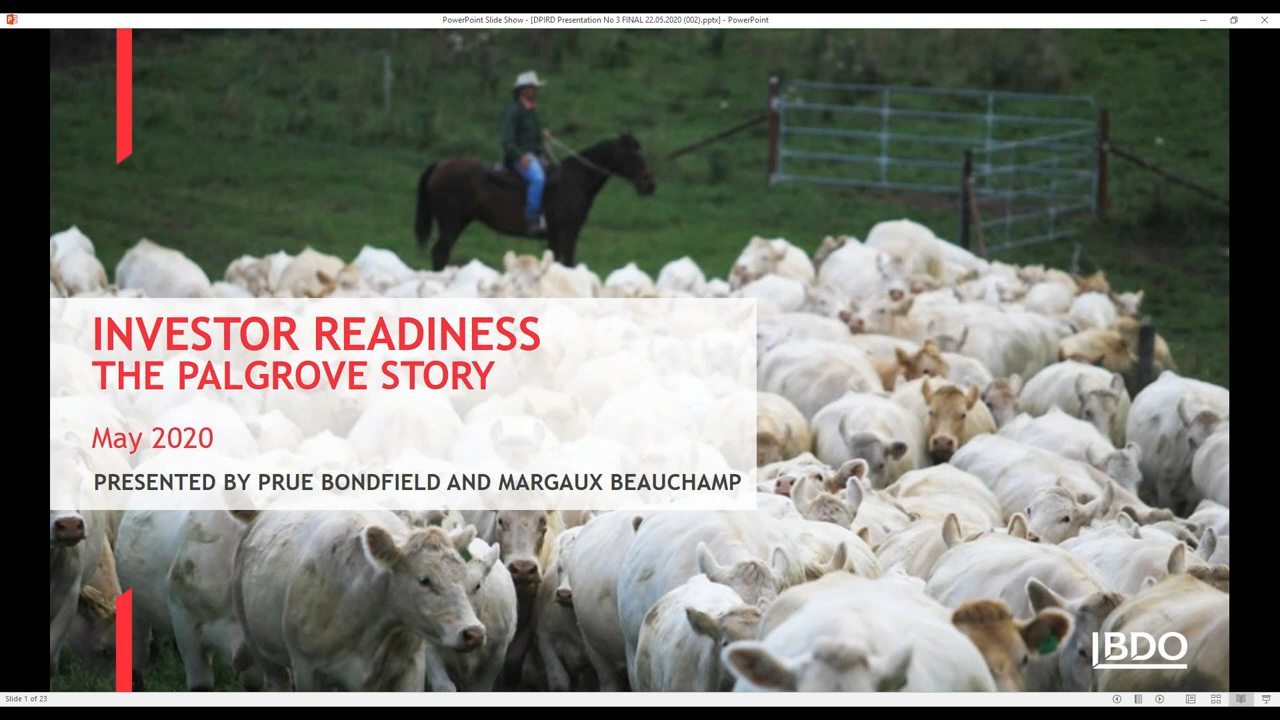 PowerPoint Slide Show - [DPIRD Presentation No 3 FINAL 22.05.2020 (002).pptx] - PowerPoint
INVESTOR READINESS
THE PALGROVE STORY
May 2020
PRESENTED BY PRUE BONDFIELD AND MARGAUX BEAUCHAMP
BDO
Slide 1 of 23